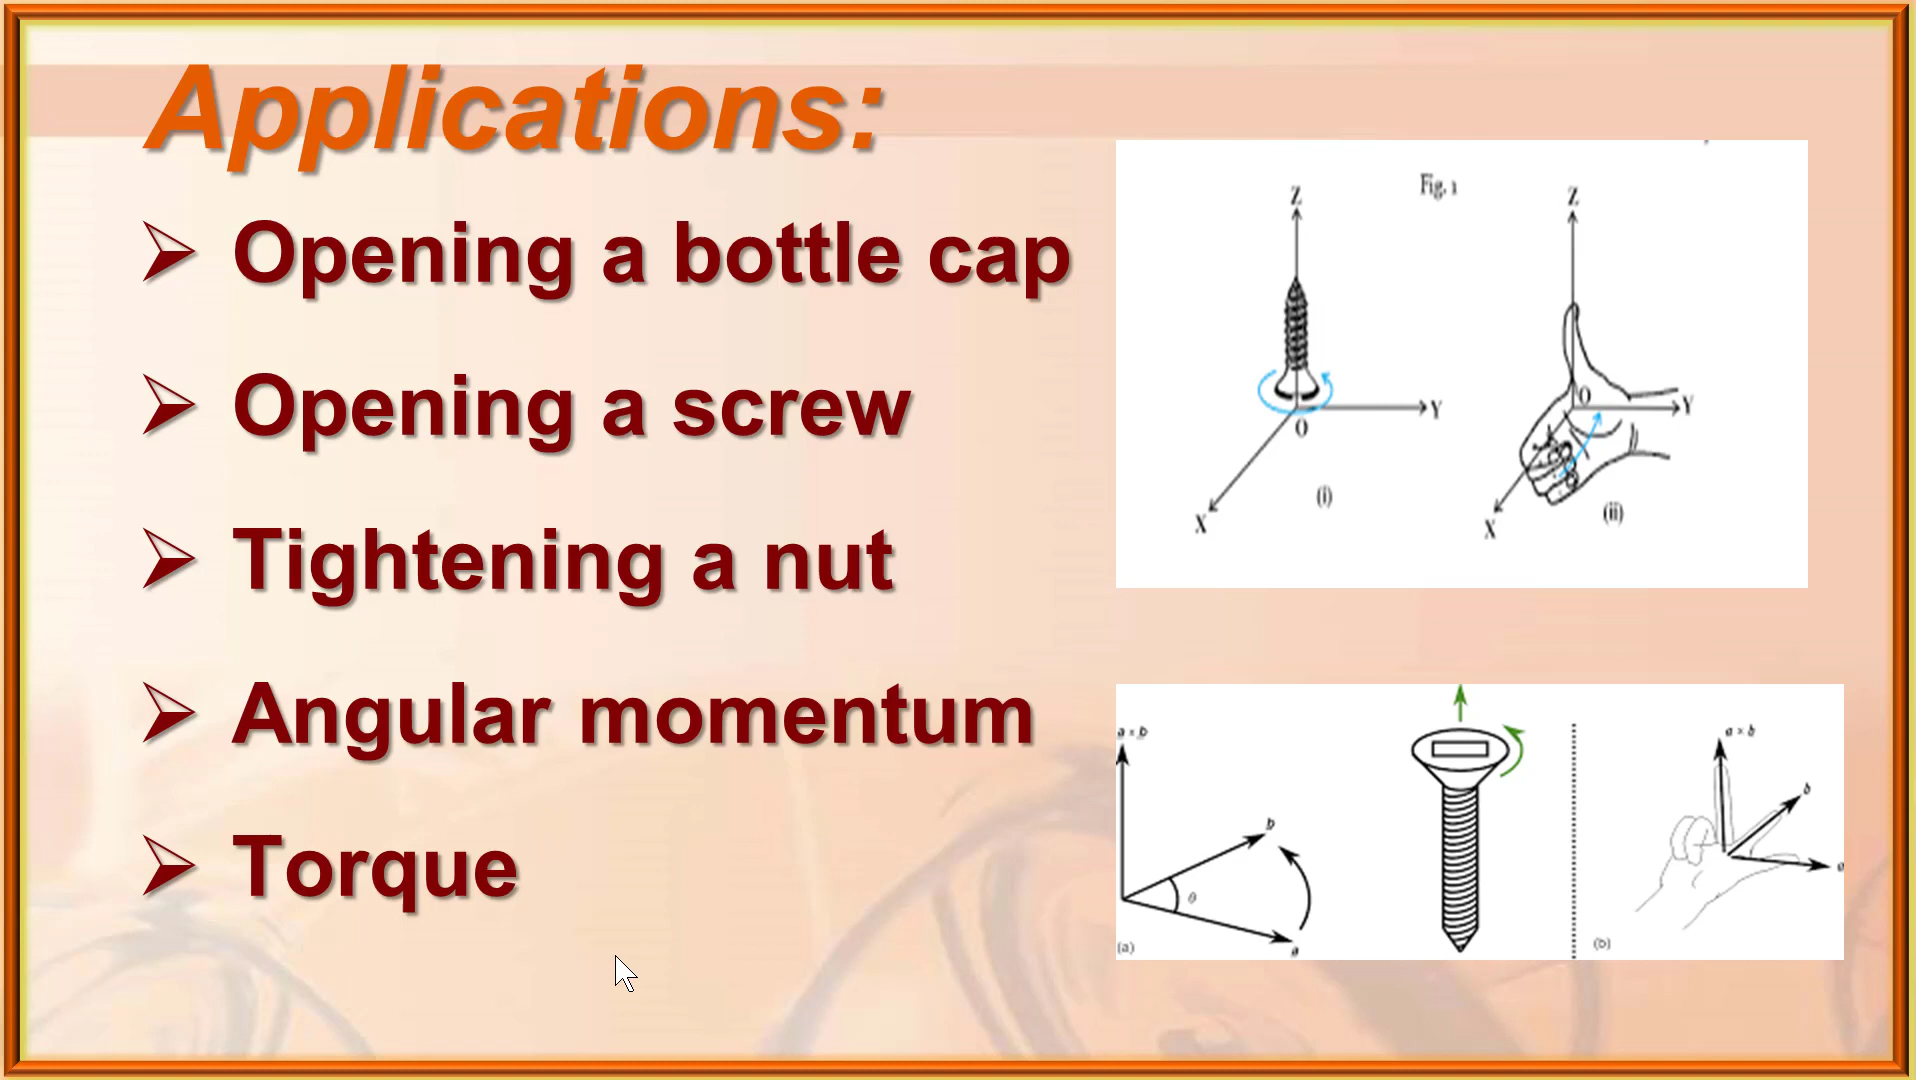 Applications:
Opening a bottle cap
Opening a screw
Tightening a nut
Angular momentum
Torque
Fig. 1
Z
Z
Y
O
X
(i)
O
Y
X
(ii)
a × b
b
θ
a
(a)
a × b
b
a
(b)